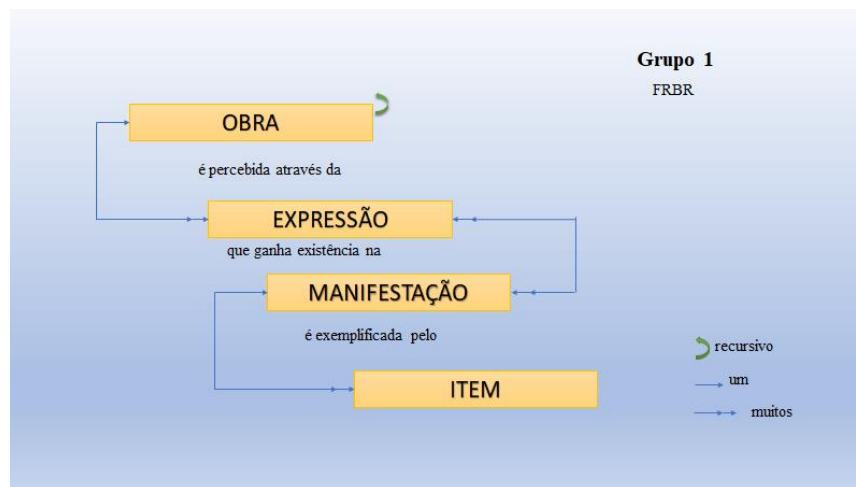 Grupo 1
FRBR
OBRA
é percebida através da
EXPRESSÃO
que ganha existência na
MANIFESTAÇÃO
é exemplificada pelo
ITEM
recursivo
um
muitos